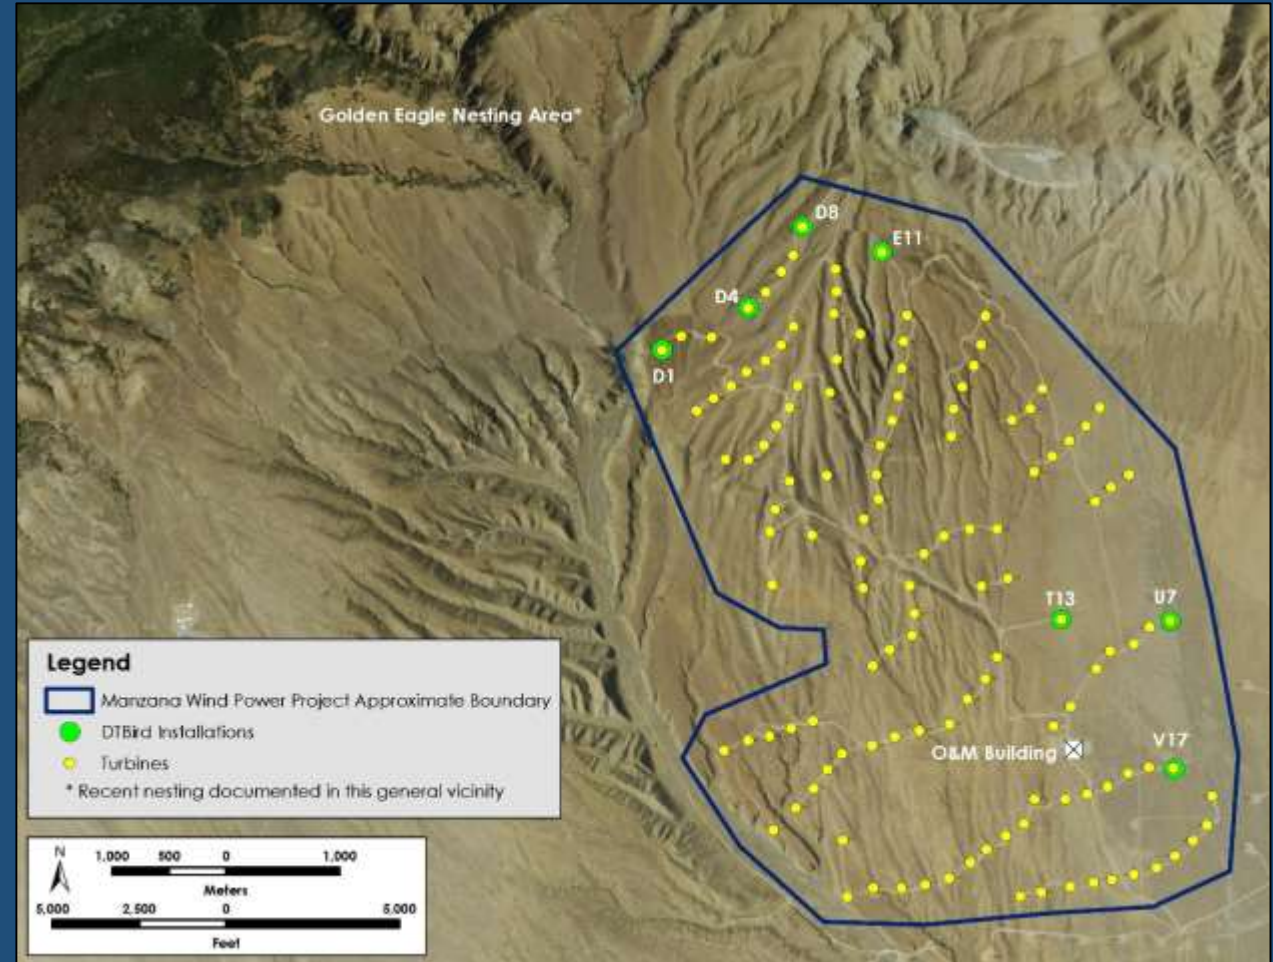 Golden Eagle Nesting Area*
D8
E11
D4
D1
T13
U7
O&M Building
V17
Legend
Manzana Wind Power Project Approximate Boundary
DTBird Installations
Turbines
* Recent nesting documented in this general vicinity
N
1,000 500 0 1,000
Meters
5,000 2,500 0 5,000
Feet